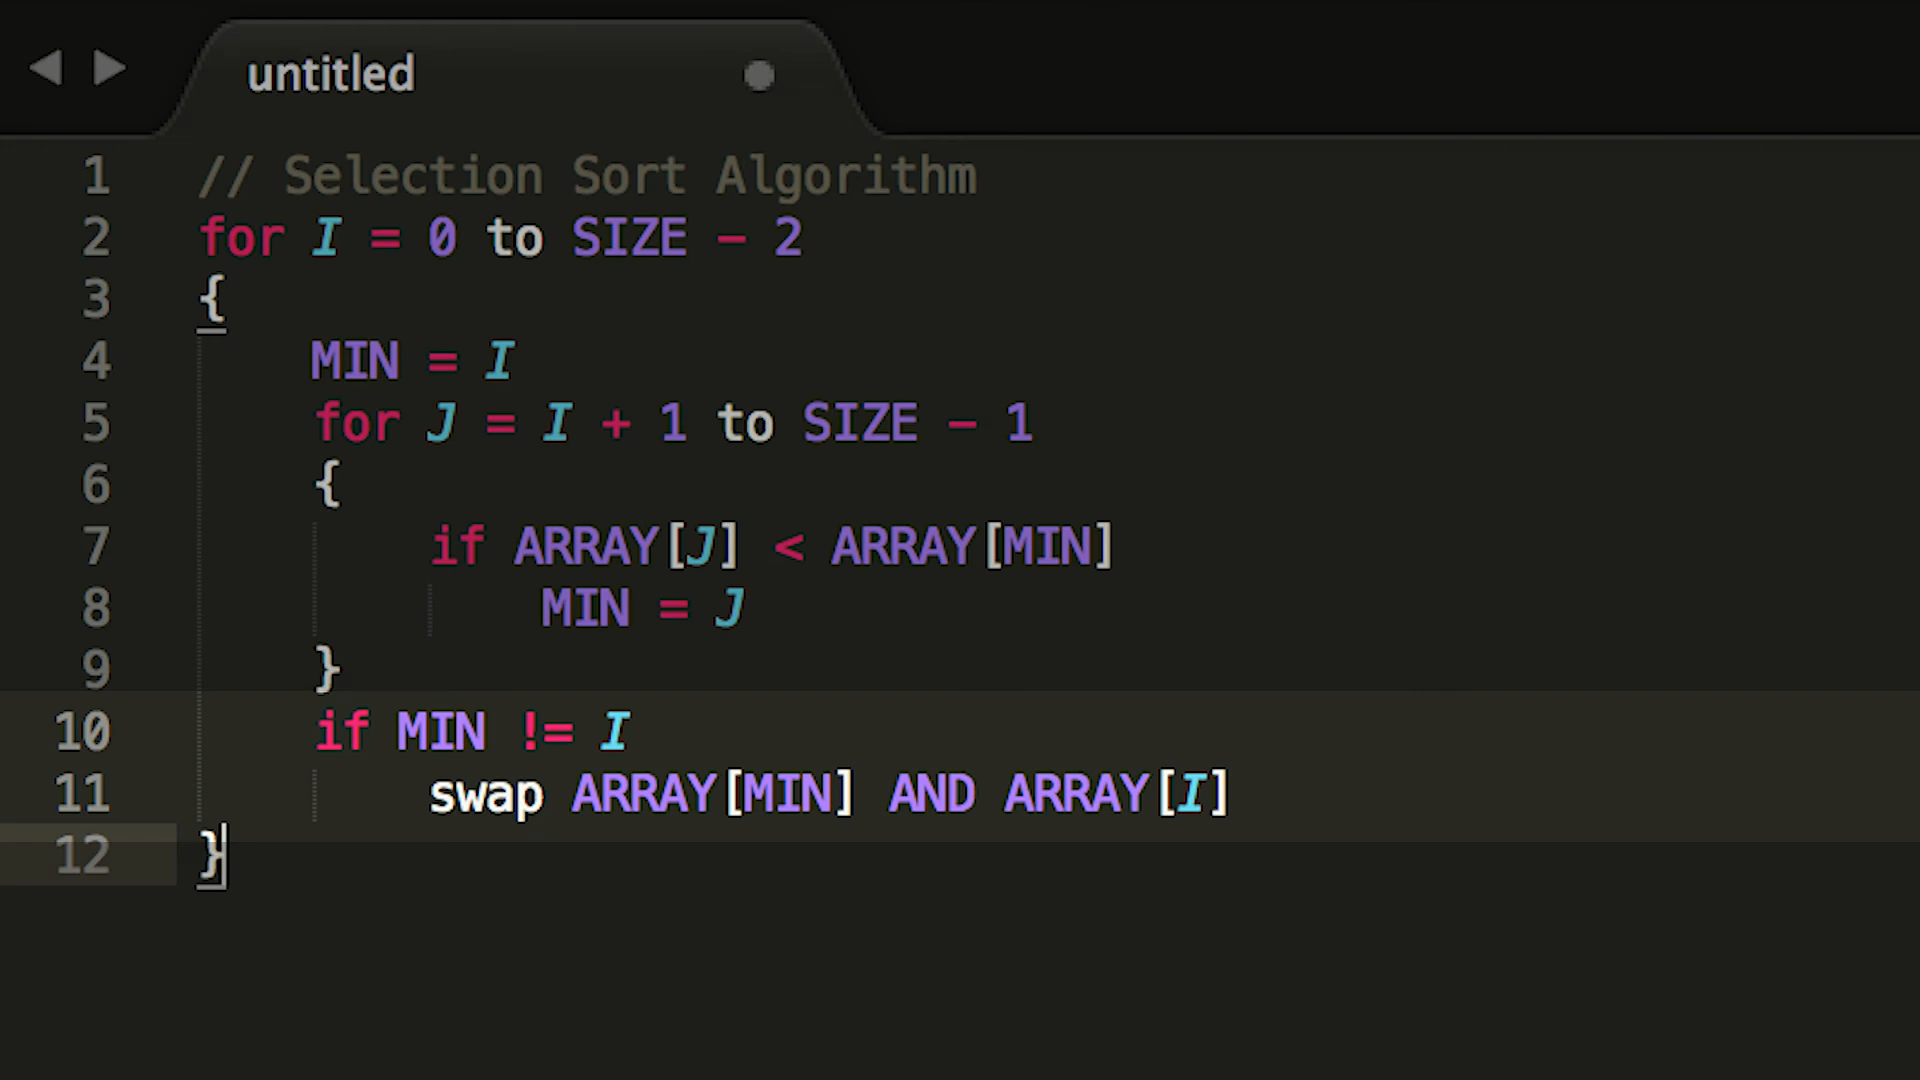 untitled
1 // Selection Sort Algorithm
2 for I = 0 to SIZE - 2
3 {
4 MIN = I
5 for J = I + 1 to SIZE - 1
6 {
7 if ARRAY[J] < ARRAY[MIN]
8 MIN = J
9 }
10 if MIN != I
11 swap ARRAY[MIN] AND ARRAY[I]
12 }